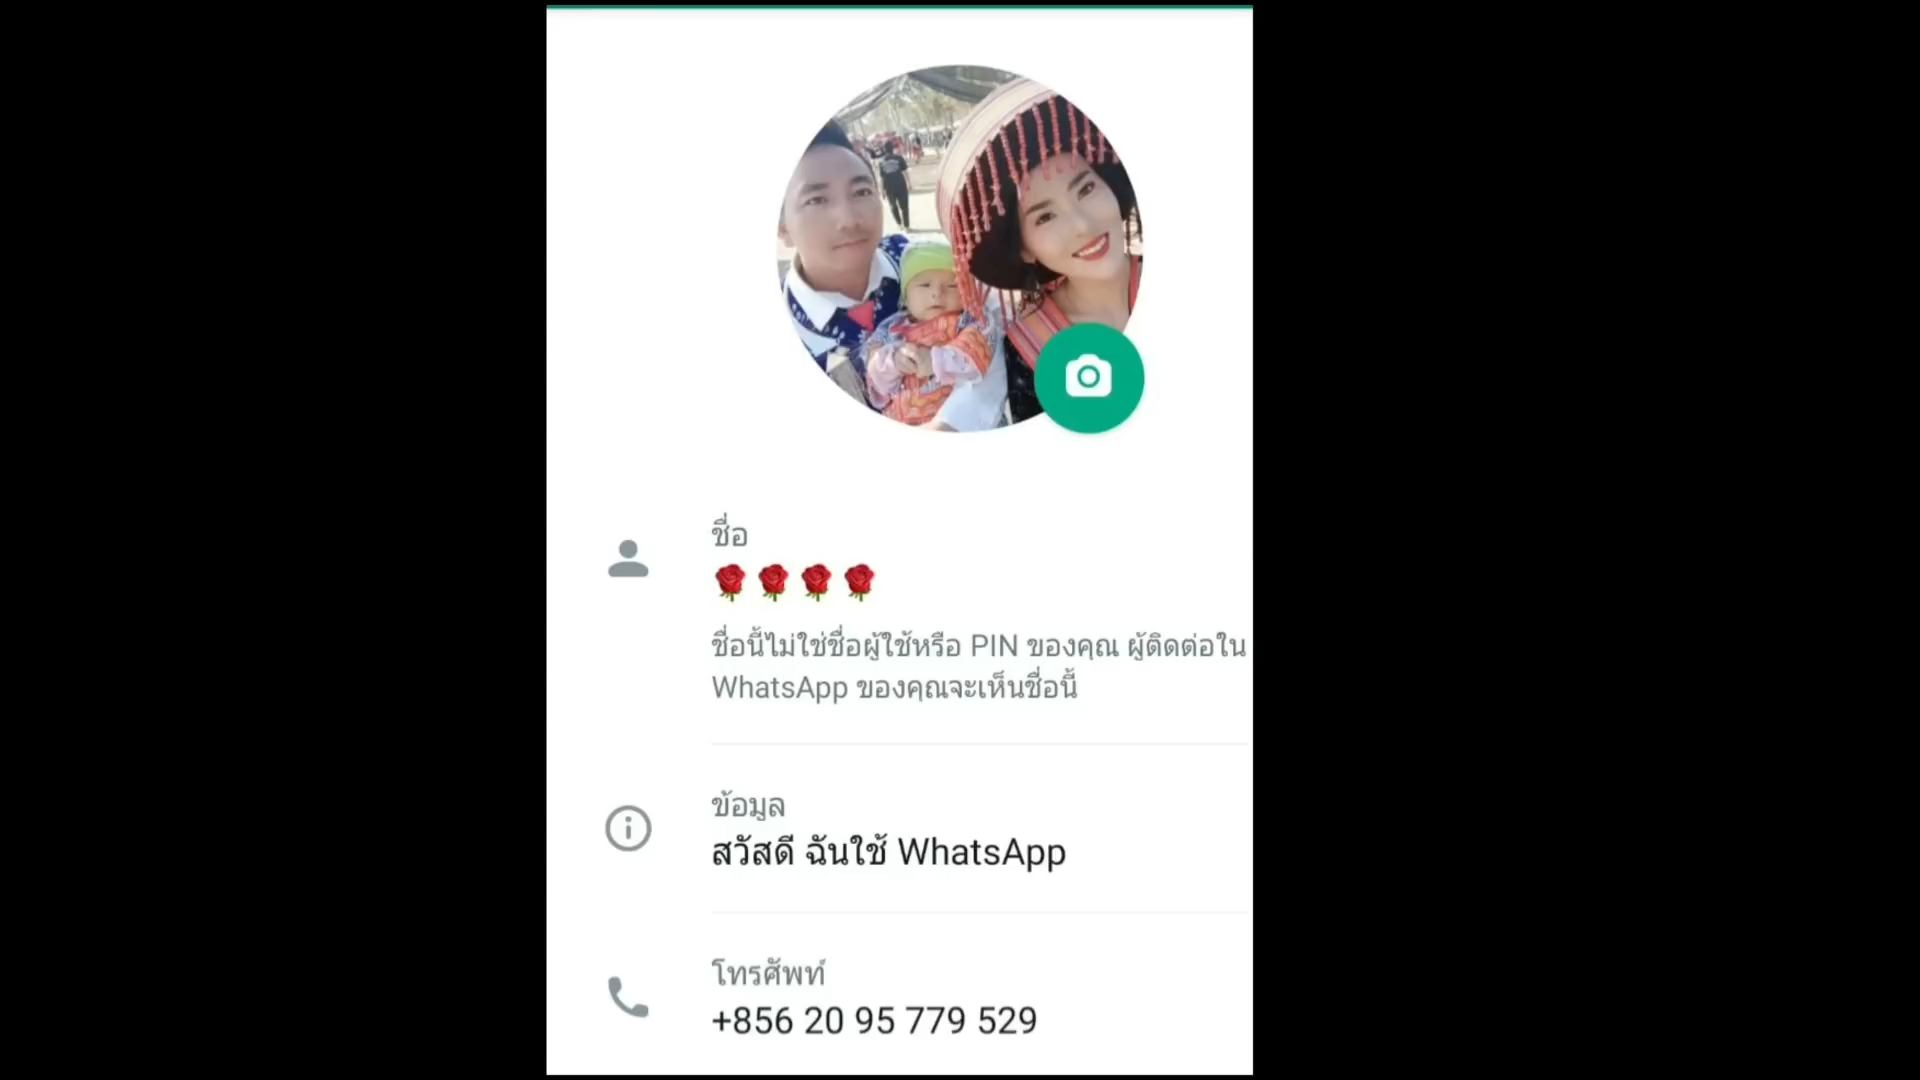 ชื่อ
🌹🌹🌹🌹
ชื่อนี้ไม่ใช่ชื่อผู้ใช้หรือ PIN ของคุณ ผู้ติดต่อใน
WhatsApp ของคุณจะเห็นชื่อนี้
ข้อมูล
สวัสดี ฉันใช้ WhatsApp
โทรศัพท์
+856 20 95 779 529